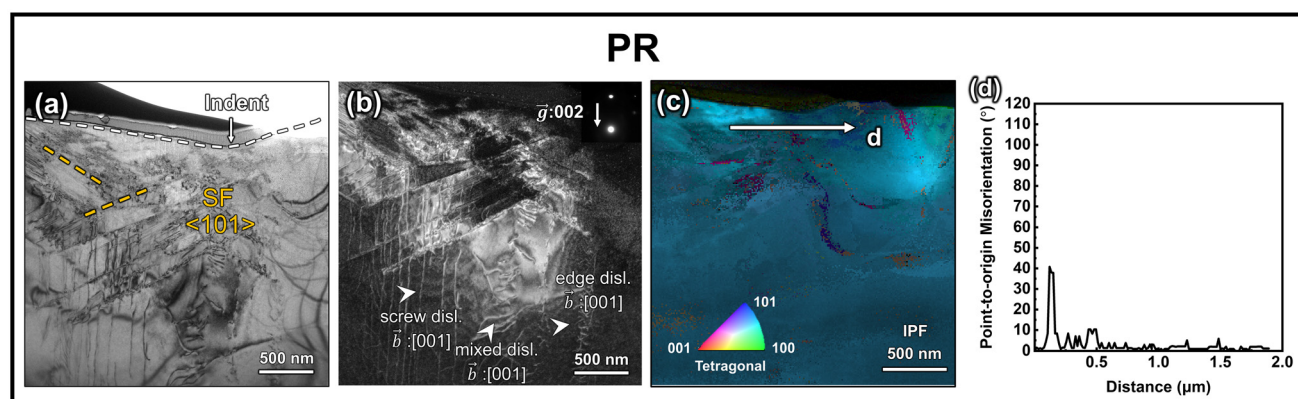 PR
(a)
Indent
SF
<101>
500 nm
(b)
g⃗:002
screw disl.
b⃗ :[001]
mixed disl.
b⃗ :[001]
edge disl.
b⃗ :[001]
500 nm
(c)
d
101
001
100
Tetragonal
IPF
500 nm
(d)
Point-to-origin Misorientation (°)
120
110
100
90
80
70
60
50
40
30
20
10
0
0.5
1.0
1.5
2.0
Distance (μm)